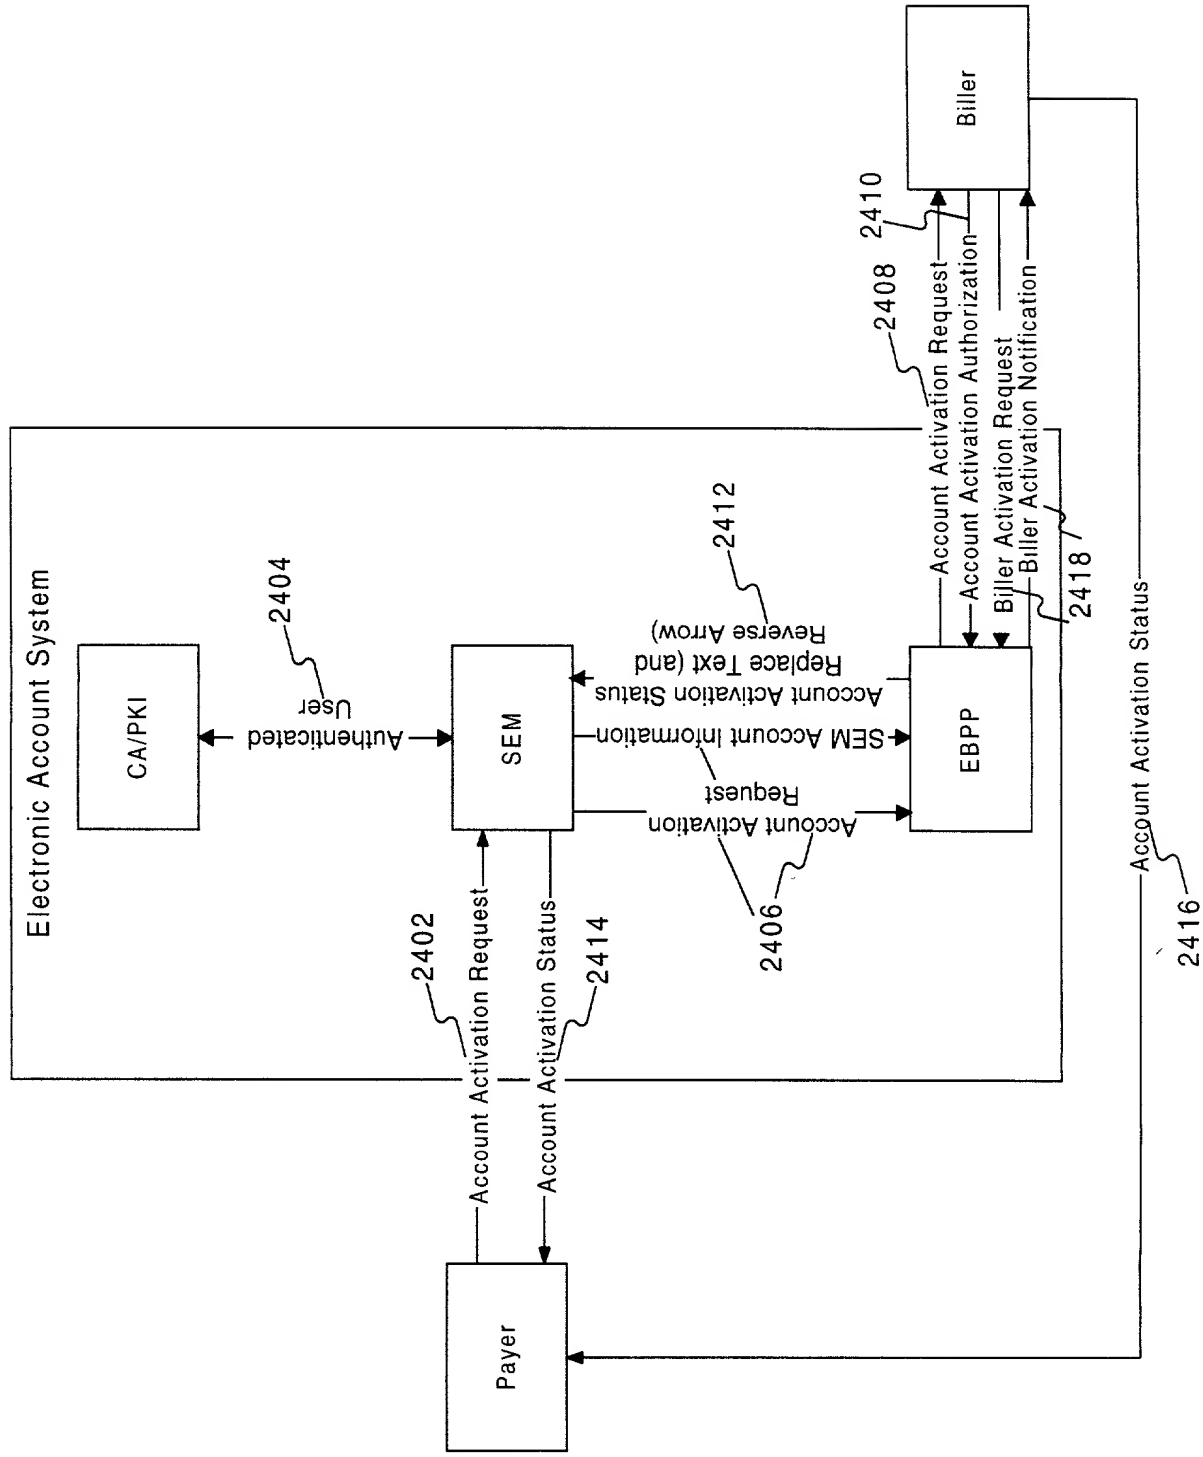 Electronic Account System
CA/PKI
2404
User
Authenticated
2402
Account Activation Request
SEM
Payer
Account Activation Status
2414
Account Activation
Request
2406
SEM Account Information
Account Activation Status
Replace Text (and
Reverse Arrow)
2412
EBPP
2408
Account Activation Request
2410
Account Activation Authorization
Biller Activation Request
Biller Activation Notification
2418
Biller
Account Activation Status
2416